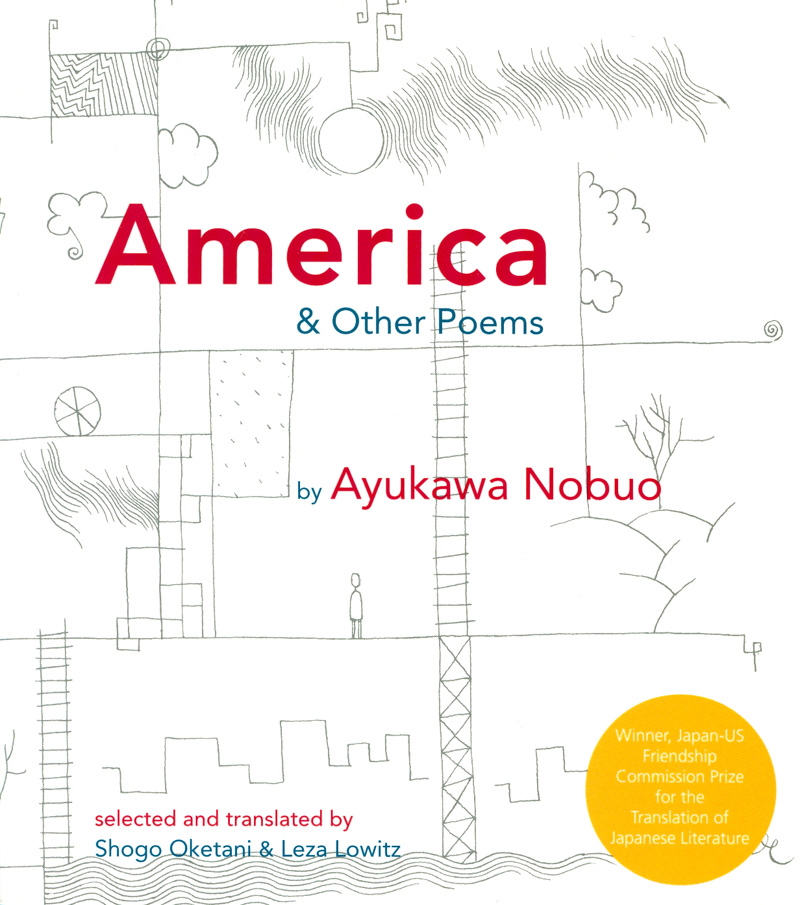 America
& Other Poems
by Ayukawa Nobuo
selected and translated by
Shogo Oketani & Leza Lowitz
Winner, Japan-US
Friendship
Commission Prize
for the
Translation of
Japanese Literature